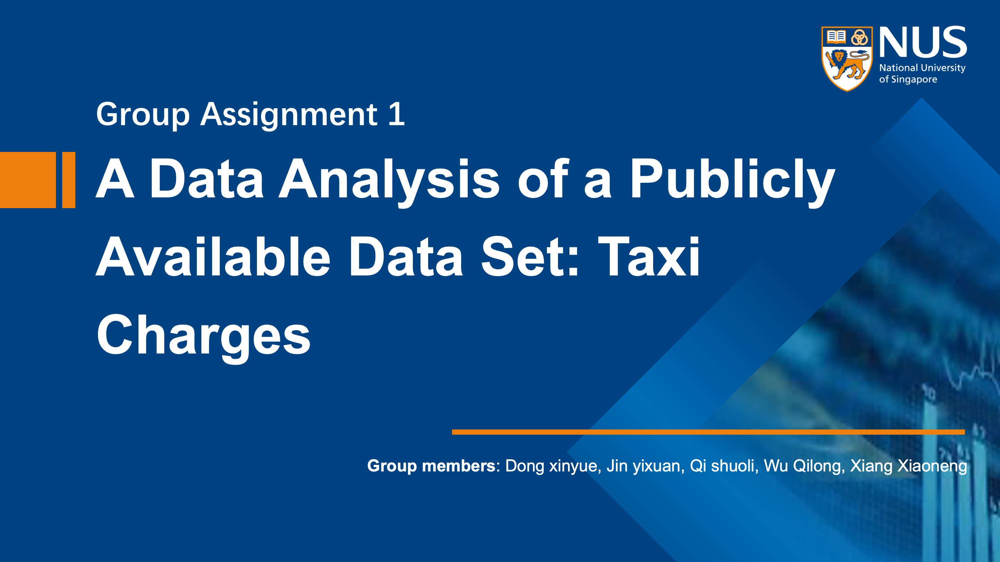 NUS
National University
of Singapore
Group Assignment 1
A Data Analysis of a Publicly
Available Data Set: Taxi
Charges
Group members: Dong xinyue, Jin yixuan, Qi shuoli, Wu Qilong, Xiang Xiaoneng